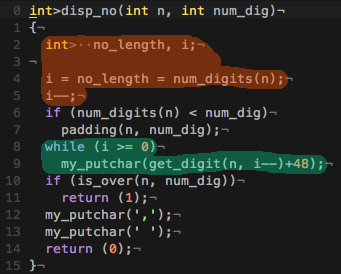 0 int>disp_no(int n, int num_dig)¬
1 {¬
2 int>··no_length, i;¬
3 ¬
4 i = no_length = num_digits(n);¬
5 i--;¬
6 if (num_digits(n) < num_dig)¬
7 padding(n, num_dig);¬
8 while (i >= 0)¬
9 my_putchar(get_digit(n, i--)+48);¬
10 if (is_over(n, num_dig))¬
11 return (1);¬
12 my_putchar(',');¬
13 my_putchar(' ');¬
14 return (0);¬
15 }¬